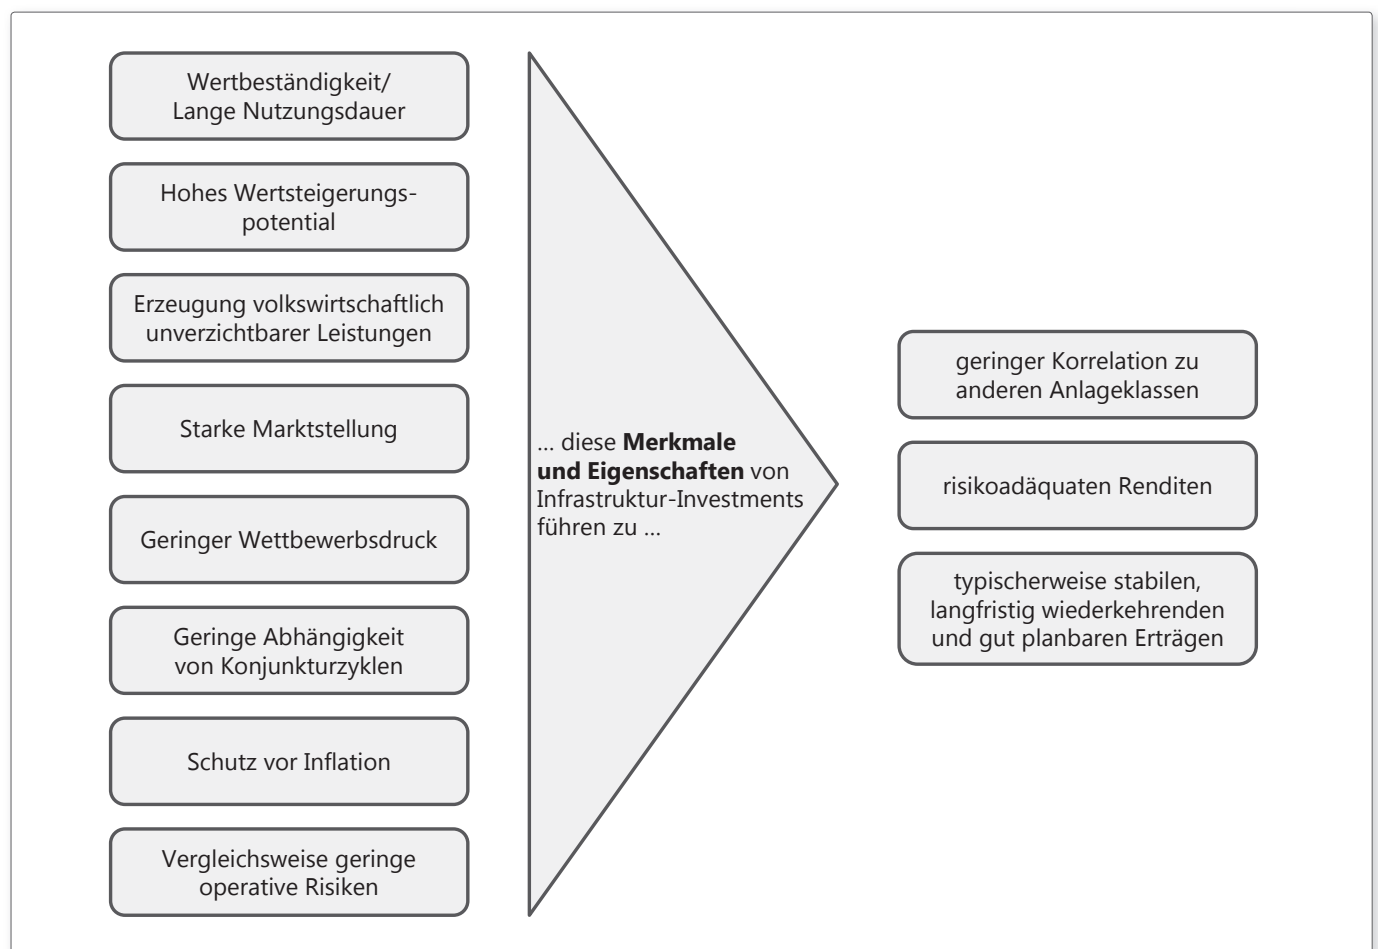 Wertbeständigkeit/
Lange Nutzungsdauer
Hohes Wertsteigerungs-
potential
Erzeugung volkswirtschaftlich
unverzichtbarer Leistungen
Starke Marktstellung
Geringer Wettbewerbsdruck
Geringe Abhängigkeit
von Konjunkturzyklen
Schutz vor Inflation
Vergleichsweise geringe
operative Risiken
... diese Merkmale
und Eigenschaften von
Infrastruktur-Investments
führen zu ...
geringer Korrelation zu
anderen Anlageklassen
risikoadäquaten Renditen
typischerweise stabilen,
langfristig wiederkehrenden
und gut planbaren Erträgen